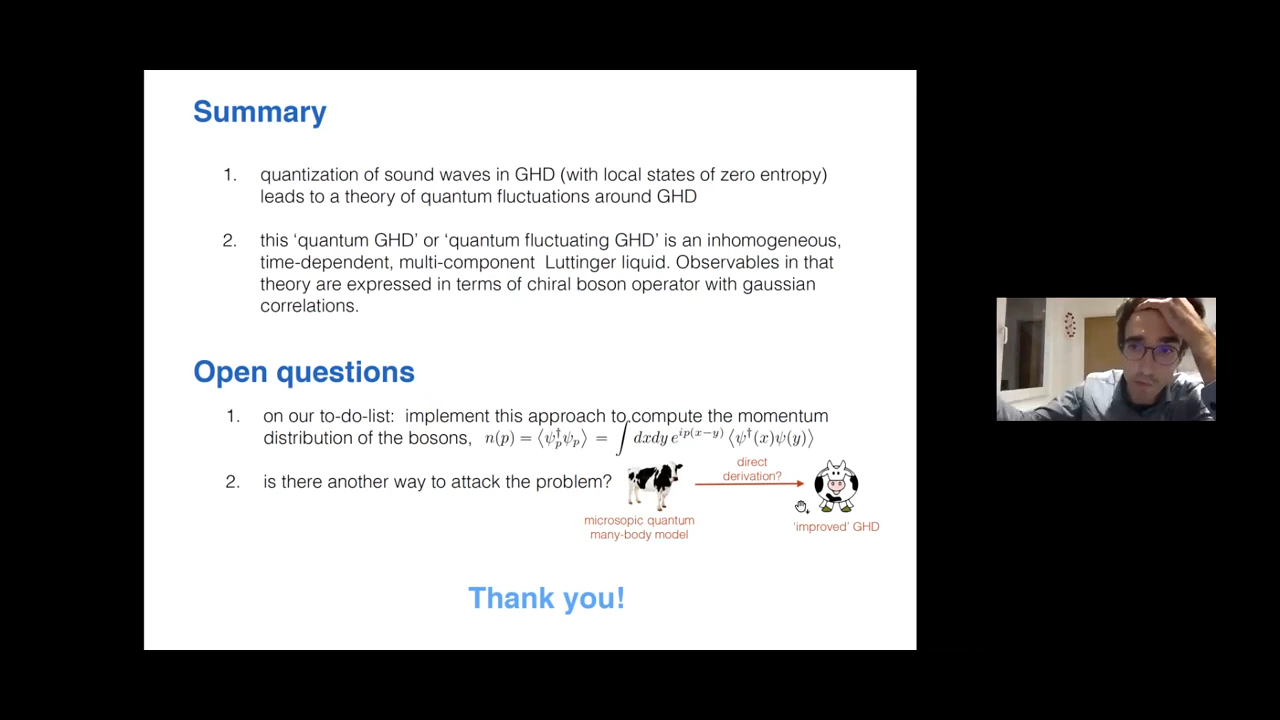 Summary
1. quantization of sound waves in GHD (with local states of zero entropy)
leads to a theory of quantum fluctuations around GHD
2. this ‘quantum GHD’ or ‘quantum fluctuating GHD’ is an inhomogeneous,
time-dependent, multi-component Luttinger liquid. Observables in that
theory are expressed in terms of chiral boson operator with gaussian
correlations.
Open questions
1. on our to-do-list: implement this approach to compute the momentum
distribution of the bosons, n(p) = ⟨ψ†_p ψ_p⟩ = ∫ dxdy e^{ip(x−y)} ⟨ψ†(x)ψ(y)⟩
2. is there another way to attack the problem?
direct
derivation?
microsopic quantum
many-body model
‘improved’ GHD
Thank you!